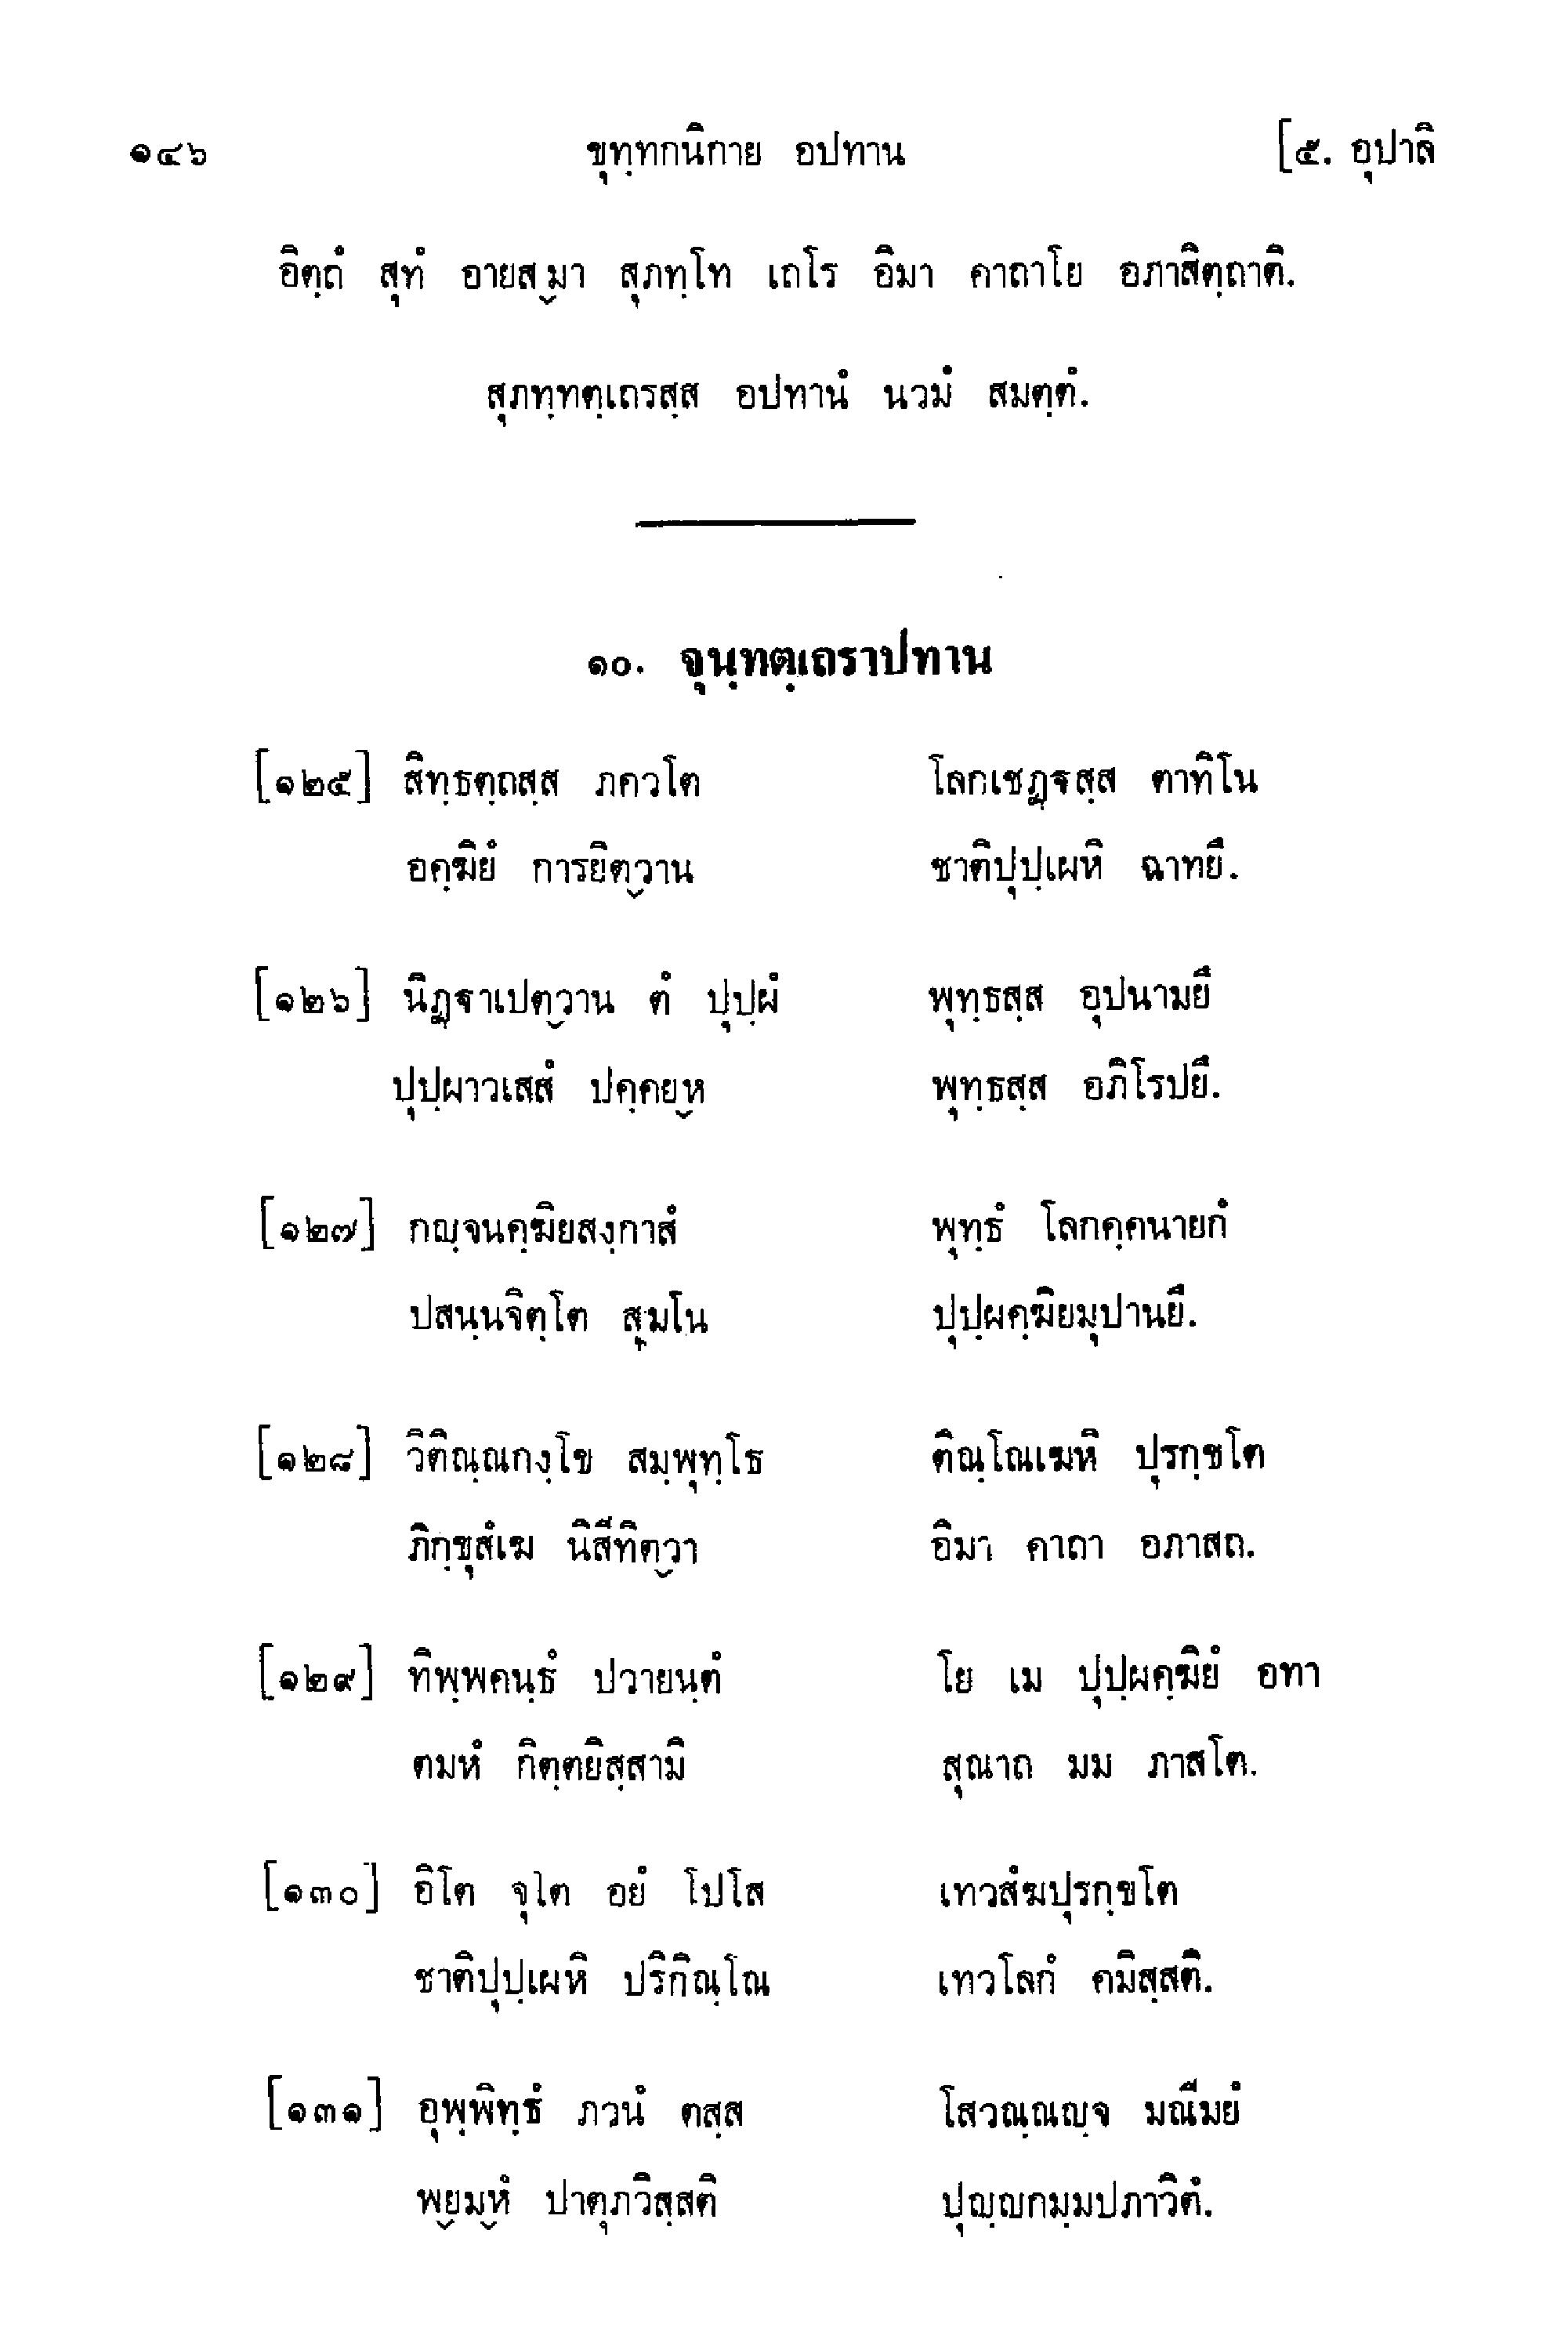 ๑๔๖ ขุทฺทกนิกาย อปทาน [๕. อุปาลิ
อิตฺถํ สุทํ อายสฺมา สุภทฺโท เถโร อิมา คาถาโย อภาสิตฺถาติ.
สุภทฺทตฺเถรสฺส อปทานํ นวมํ สมตฺตํ.
๑๐. จุนฺทตฺเถราปทาน
[๑๒๕] สิทฺธตฺถสฺส ภควโต โลกเชฏฺฐสฺส ตาทิโน
อคฺฆิยํ การยิตฺวาน ชาติปุปฺเผหิ ฉาทยึ.
[๑๒๖] นิฏฺฐาเปตฺวาน ตํ ปุปฺผํ พุทฺธสฺส อุปนามยึ
ปุปฺผาวเสสํ ปคฺคยฺห พุทฺธสฺส อภิโรปยึ.
[๑๒๗] กญฺจนคฺฆิยสงฺกาสํ พุทฺธํ โลกคฺคนายกํ
ปสนฺนจิตฺโต สุมโน ปุปฺผคฺฆิยมุปานยึ.
[๑๒๘] วิติณฺณกงฺโข สมฺพุทฺโธ ติณฺโณเฆหิ ปุรกฺขโต
ภิกฺขุสํเฆ นิสีทิตฺวา อิมา คาถา อภาสถ.
[๑๒๙] ทิพฺพคนฺธํ ปวายนฺตํ โย เม ปุปฺผคฺฆิยํ อทา
ตมหํ กิตฺตยิสฺสามิ สุณาถ มม ภาสโต.
[๑๓๐] อิโต จุโต อยํ โปโส เทวสํฆปุรกฺขโต
ชาติปุปฺเผหิ ปริกิณฺโณ เทวโลกํ คมิสฺสติ.
[๑๓๑] อุพฺพิทฺธํ ภวนํ ตสฺส โสวณฺณญฺจ มณีมยํ
พฺยมฺหํ ปาตุภวิสฺสติ ปุญฺญกมฺมปภาวิตํ.